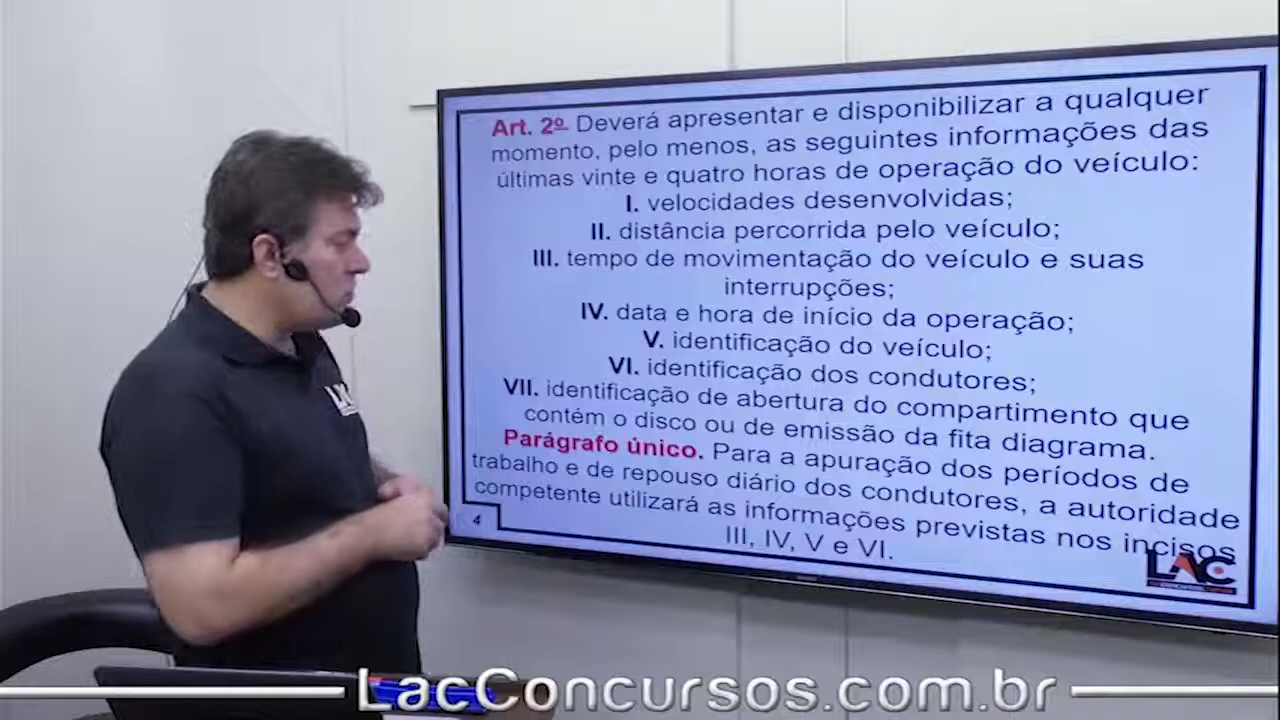 Art. 2º Deverá apresentar e disponibilizar a qualquer
momento, pelo menos, as seguintes informações das
últimas vinte e quatro horas de operação do veículo:
I. velocidades desenvolvidas;
II. distância percorrida pelo veículo;
III. tempo de movimentação do veículo e suas
interrupções;
IV. data e hora de início da operação;
V. identificação do veículo;
VI. identificação dos condutores;
VII. identificação de abertura do compartimento que
contém o disco ou de emissão da fita diagrama.
Parágrafo único. Para a apuração dos períodos de
trabalho e de repouso diário dos condutores, a autoridade
competente utilizará as informações previstas nos incisos
III, IV, V e VI.
4
LAC
LacConcursos.com.br